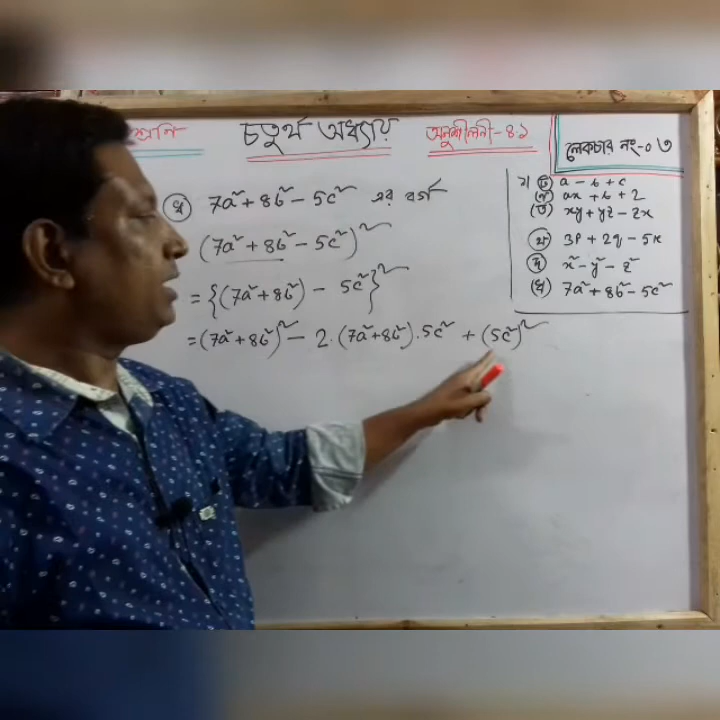 শ্রেণি চতুর্থ অধ্যায় অনুশীলনী-৪.১ লেকচার নং-০৩
(ধ) 7a²+8b²-5c² এর বর্গ
(7a²+8b²-5c²)²
={(7a²+8b²) - 5c²}²
=(7a²+8b²)² - 2.(7a²+8b²).5c² + (5c²)²
a - b + c
ax + b + 2
(ত) xy + yz - zx
(থ) 3p + 2q - 5r
(দ) x² - y² - z²
(ধ) 7a²+8b²-5c²